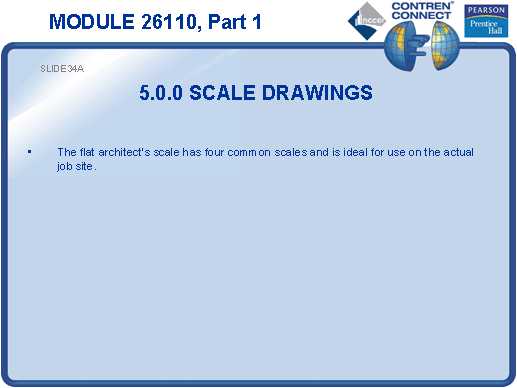 MODULE 26110, Part 1
nccer
CONTREN®
CONNECT
PEARSON
Prentice
Hall
SLIDE 34A
5.0.0 SCALE DRAWINGS
• The flat architect's scale has four common scales and is ideal for use on the actual
job site.